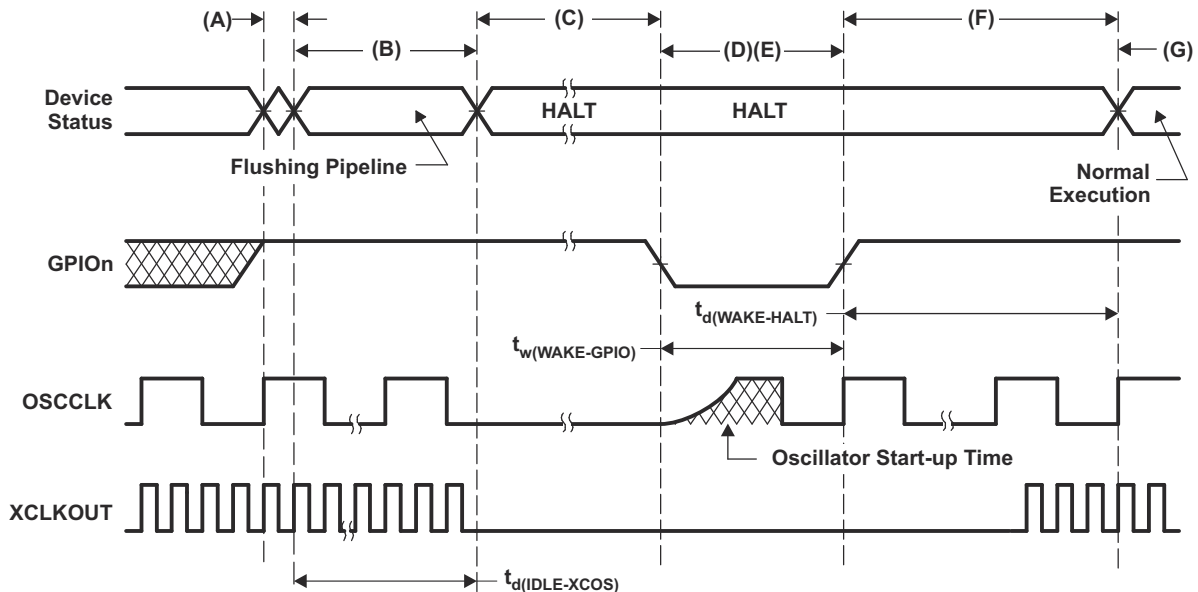 (A)
(B)
(C)
(D)(E)
(F)
(G)
Device
Status
HALT
HALT
Flushing Pipeline
Normal
Execution
GPIOn
td(WAKE-HALT)
tw(WAKE-GPIO)
OSCCLK
Oscillator Start-up Time
XCLKOUT
td(IDLE-XCOS)